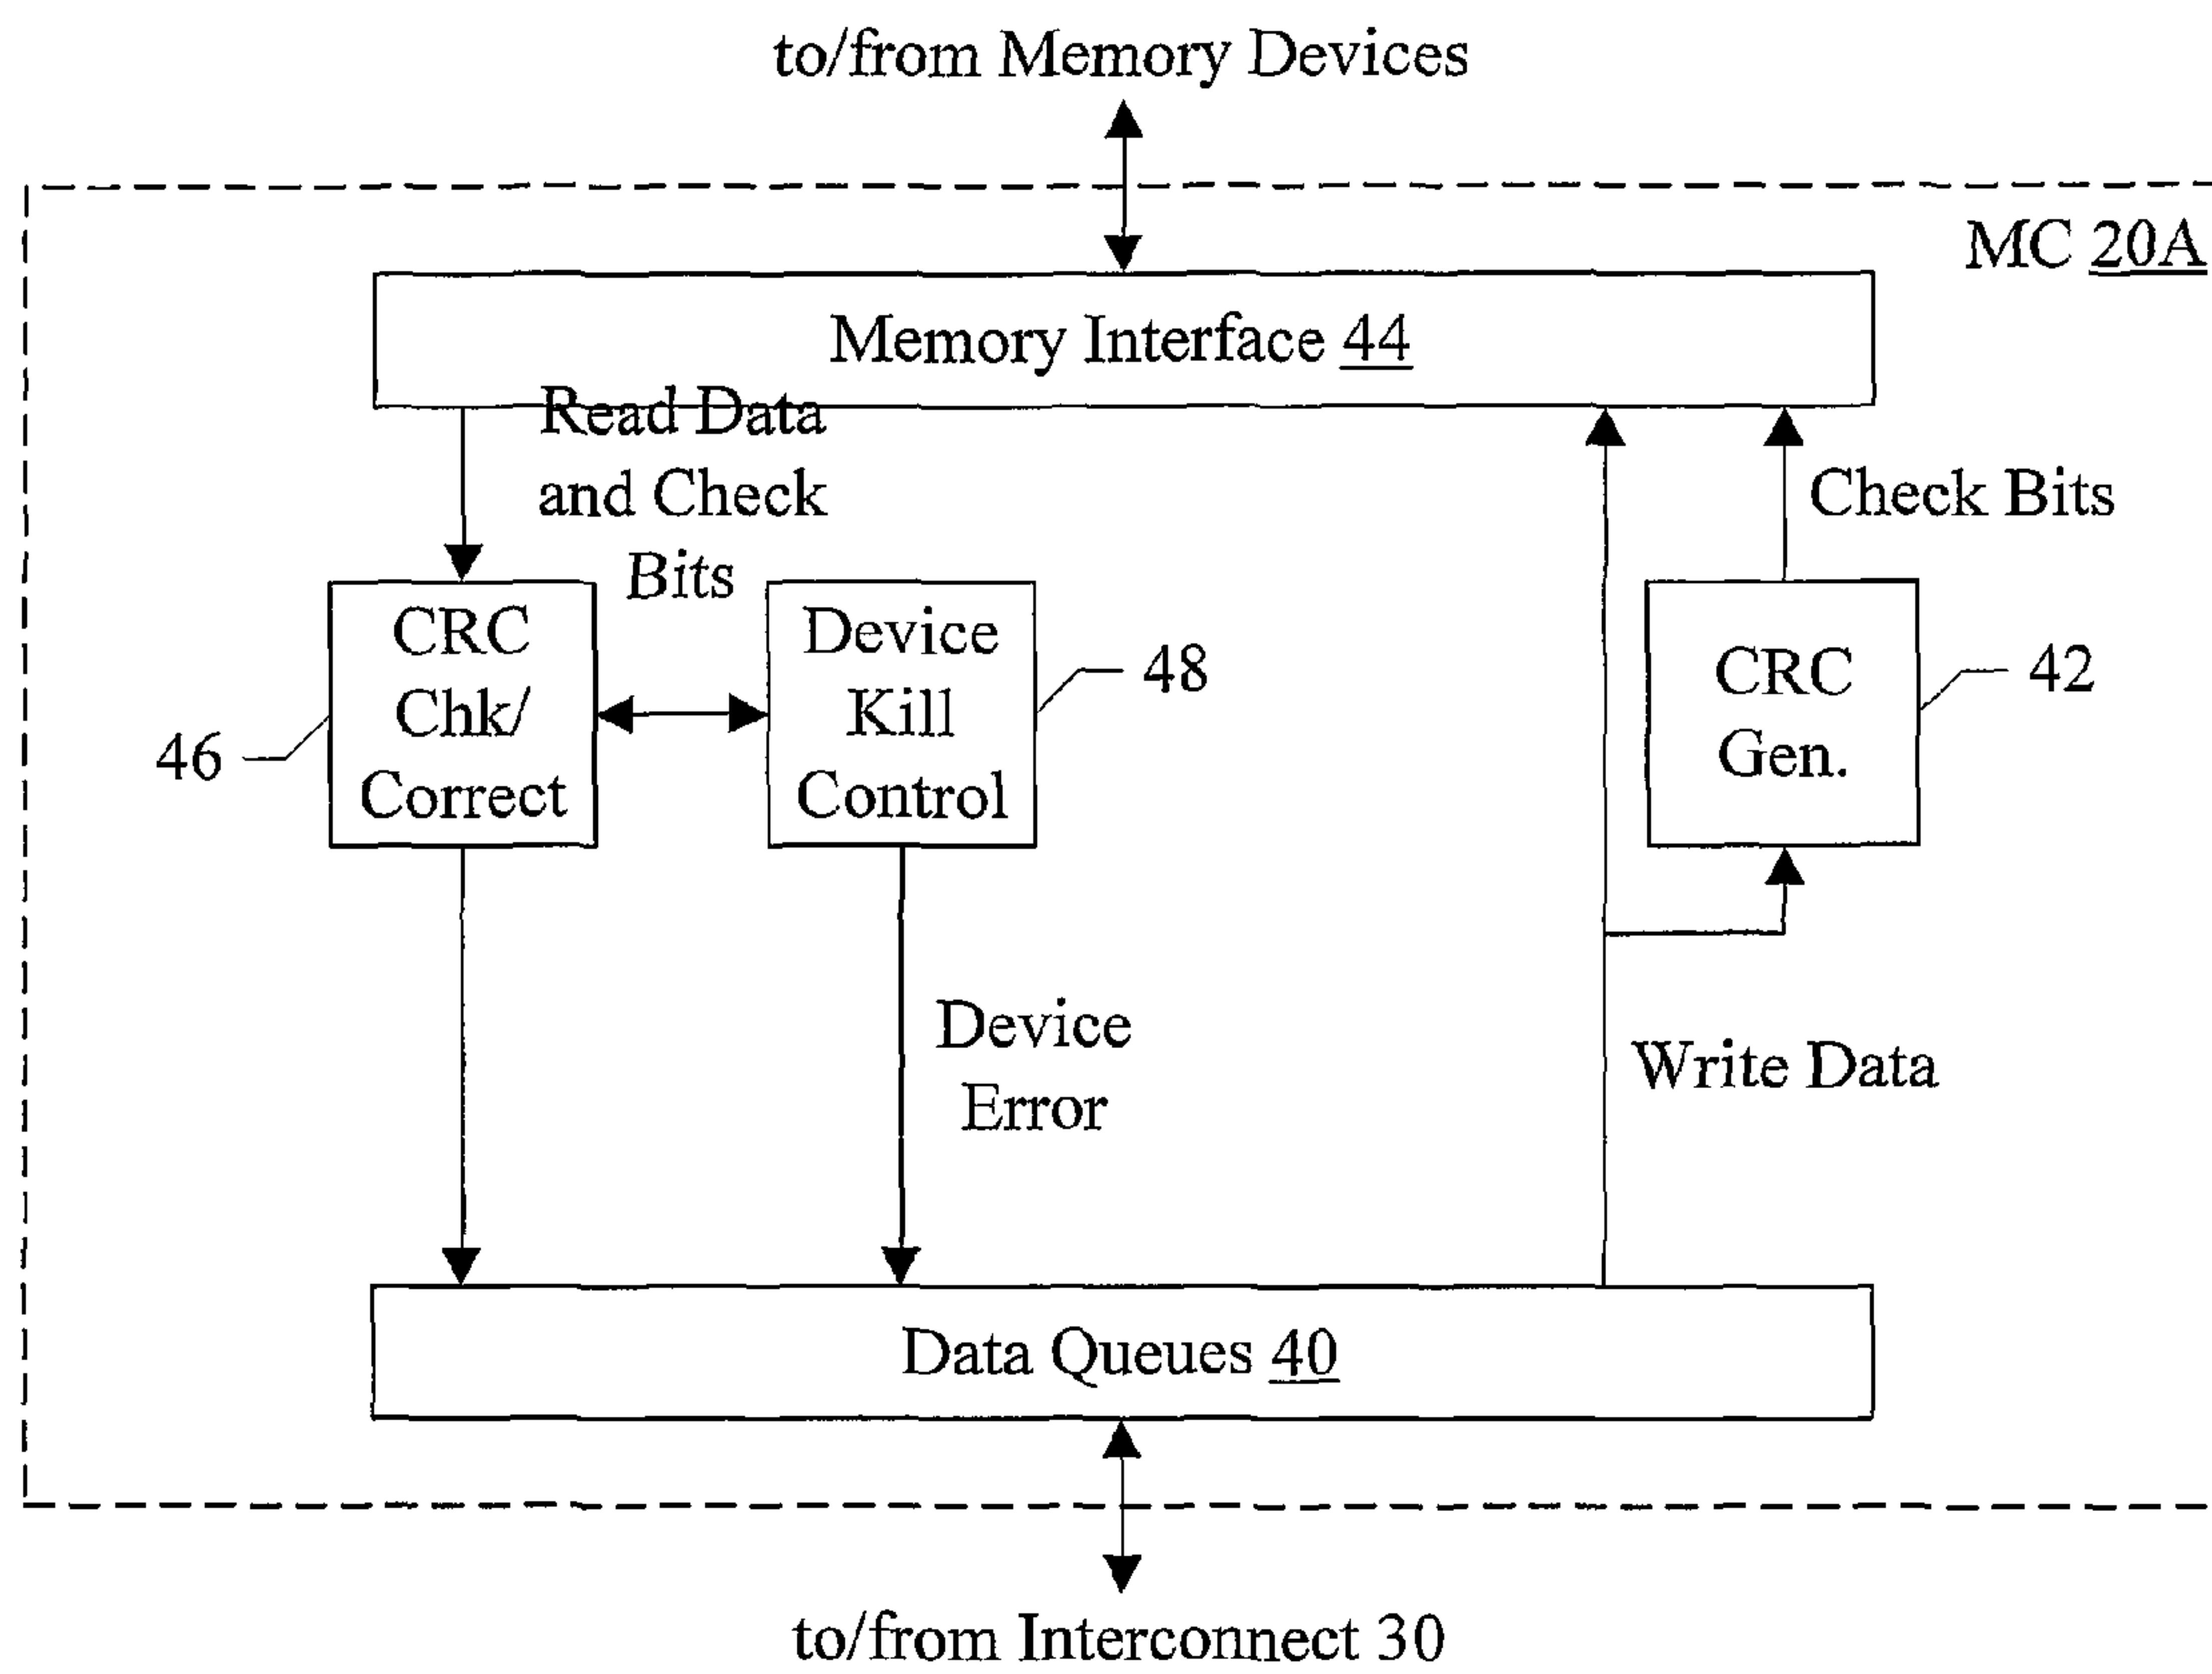 to/from Memory Devices
MC 20A
Memory Interface 44
Read Data
and Check
Bits
Check Bits
CRC
Chk/
Correct
46
Device
Kill
Control
48
CRC
Gen.
42
Device
Error
Write Data
Data Queues 40
to/from Interconnect 30